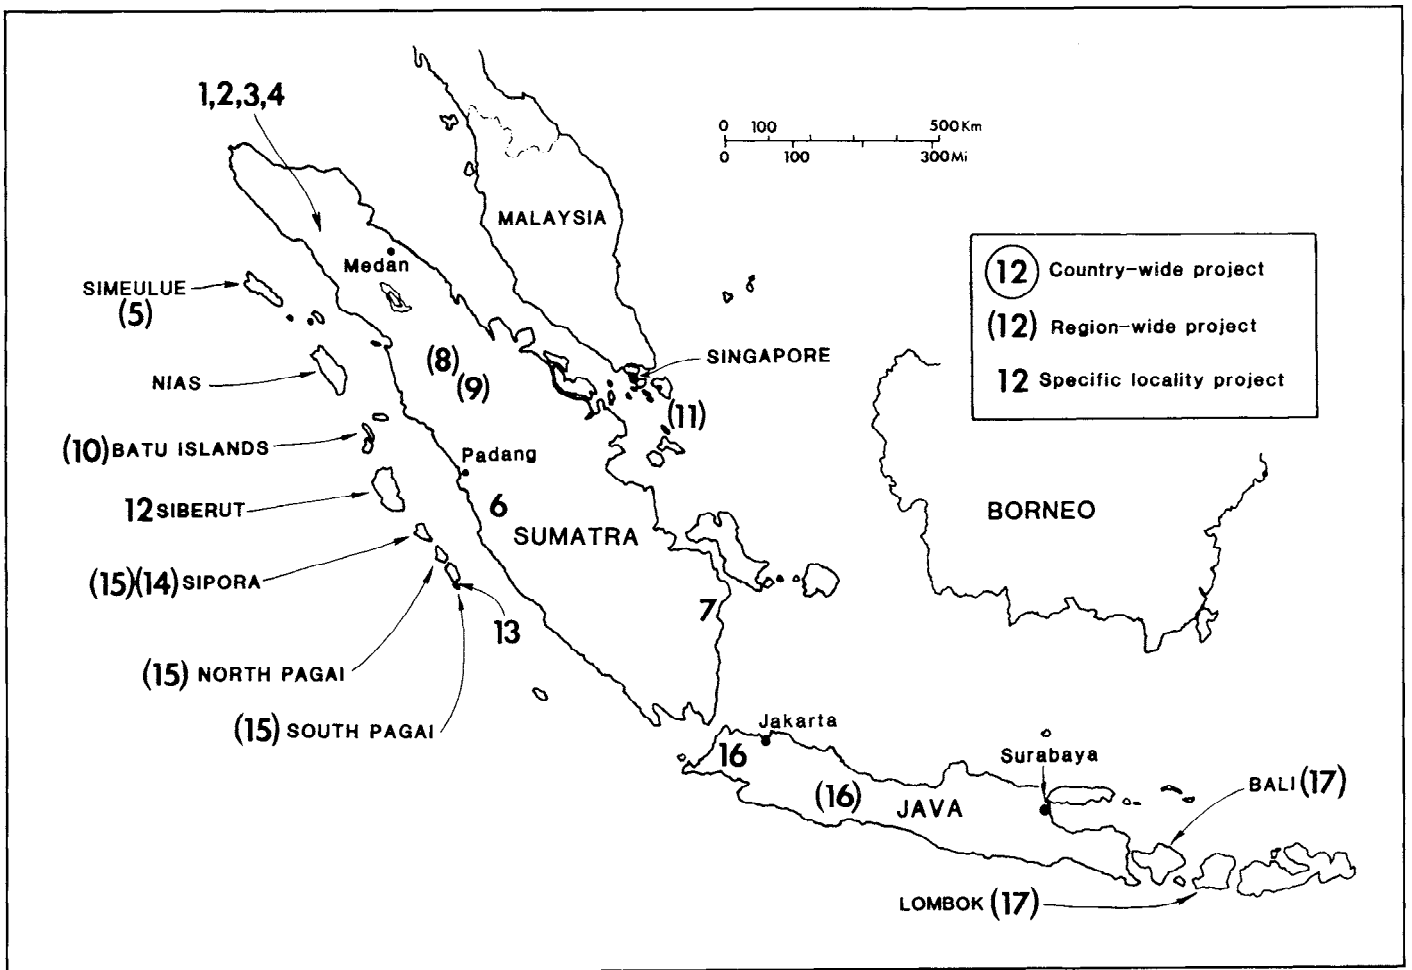 1,2,3,4
0 100 500 Km
0 100 300 Mi
MALAYSIA
Medan
SIMEULUE
(5)
12 Country-wide project
(12) Region-wide project
12 Specific locality project
(8)
(9)
SINGAPORE
NIAS
(11)
(10) BATU ISLANDS
Padang
12 SIBERUT
6
SUMATRA
BORNEO
(15)(14) SIPORA
7
13
(15) NORTH PAGAI
(15) SOUTH PAGAI
Jakarta
16
Surabaya
(16) JAVA
BALI (17)
LOMBOK (17)